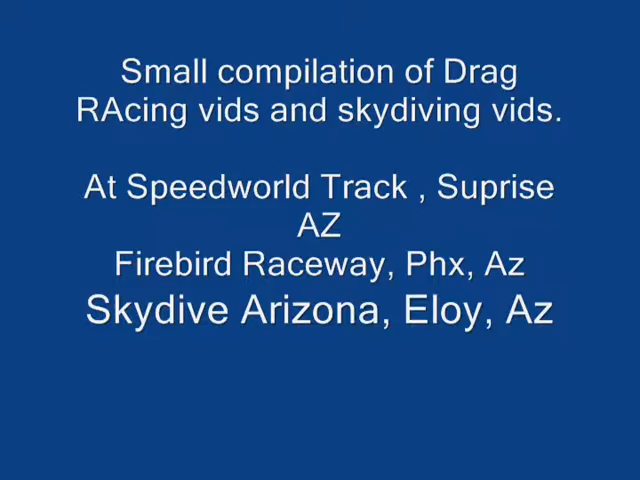 Small compilation of Drag
RAcing vids and skydiving vids.
At Speedworld Track , Suprise
AZ
Firebird Raceway, Phx, Az
Skydive Arizona, Eloy, Az